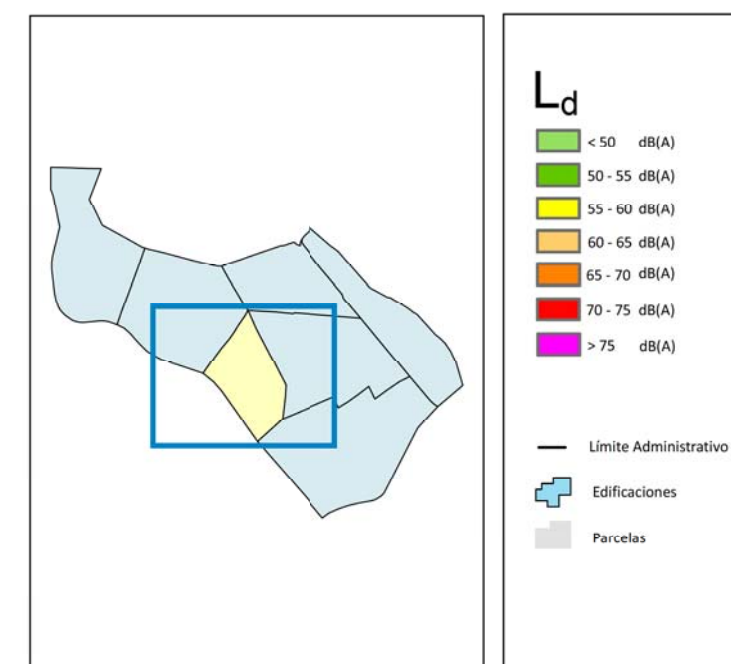 Ld
< 50 dB(A)
50 - 55 dB(A)
55 - 60 dB(A)
60 - 65 dB(A)
65 - 70 dB(A)
70 - 75 dB(A)
> 75 dB(A)
Límite Administrativo
Edificaciones
Parcelas